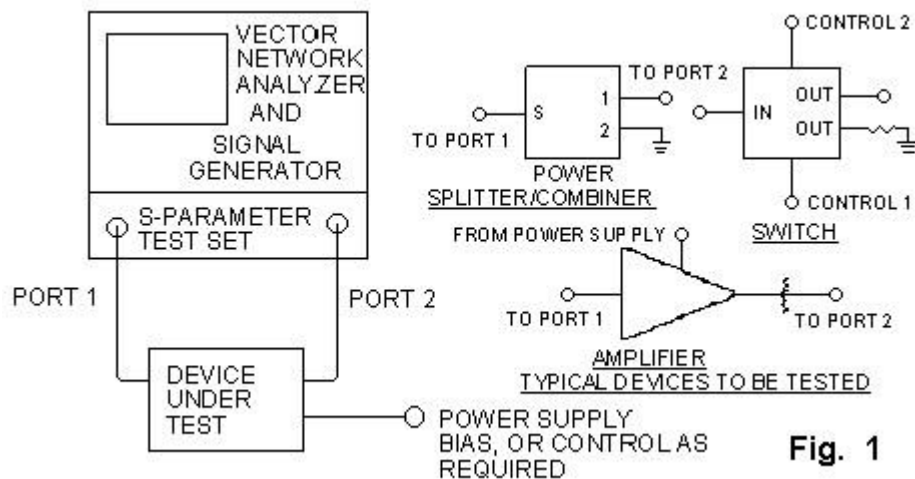 VECTOR
NETWORK
ANALYZER
AND
SIGNAL
GENERATOR
S-PARAMETER
TEST SET
PORT 1
PORT 2
DEVICE
UNDER
TEST
POWER SUPPLY
BIAS, OR CONTROL AS
REQUIRED
TO PORT 1
S
1
2
TO PORT 2
POWER
SPLITTER/COMBINER
CONTROL 2
IN
OUT
OUT
CONTROL 1
SWITCH
FROM POWER SUPPLY
TO PORT 1
TO PORT 2
AMPLIFIER
TYPICAL DEVICES TO BE TESTED
Fig. 1